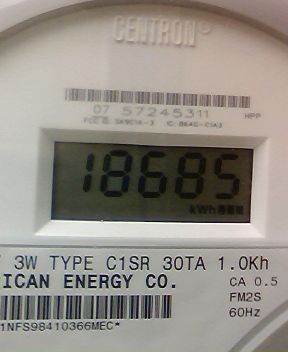 CENTRON®
07 57245311
HPP
18685
kWh
3W TYPE C1SR 30TA 1.0Kh
ICAN ENERGY CO.
CA 0.5
FM2S
60Hz
1NFS98410366MEC*